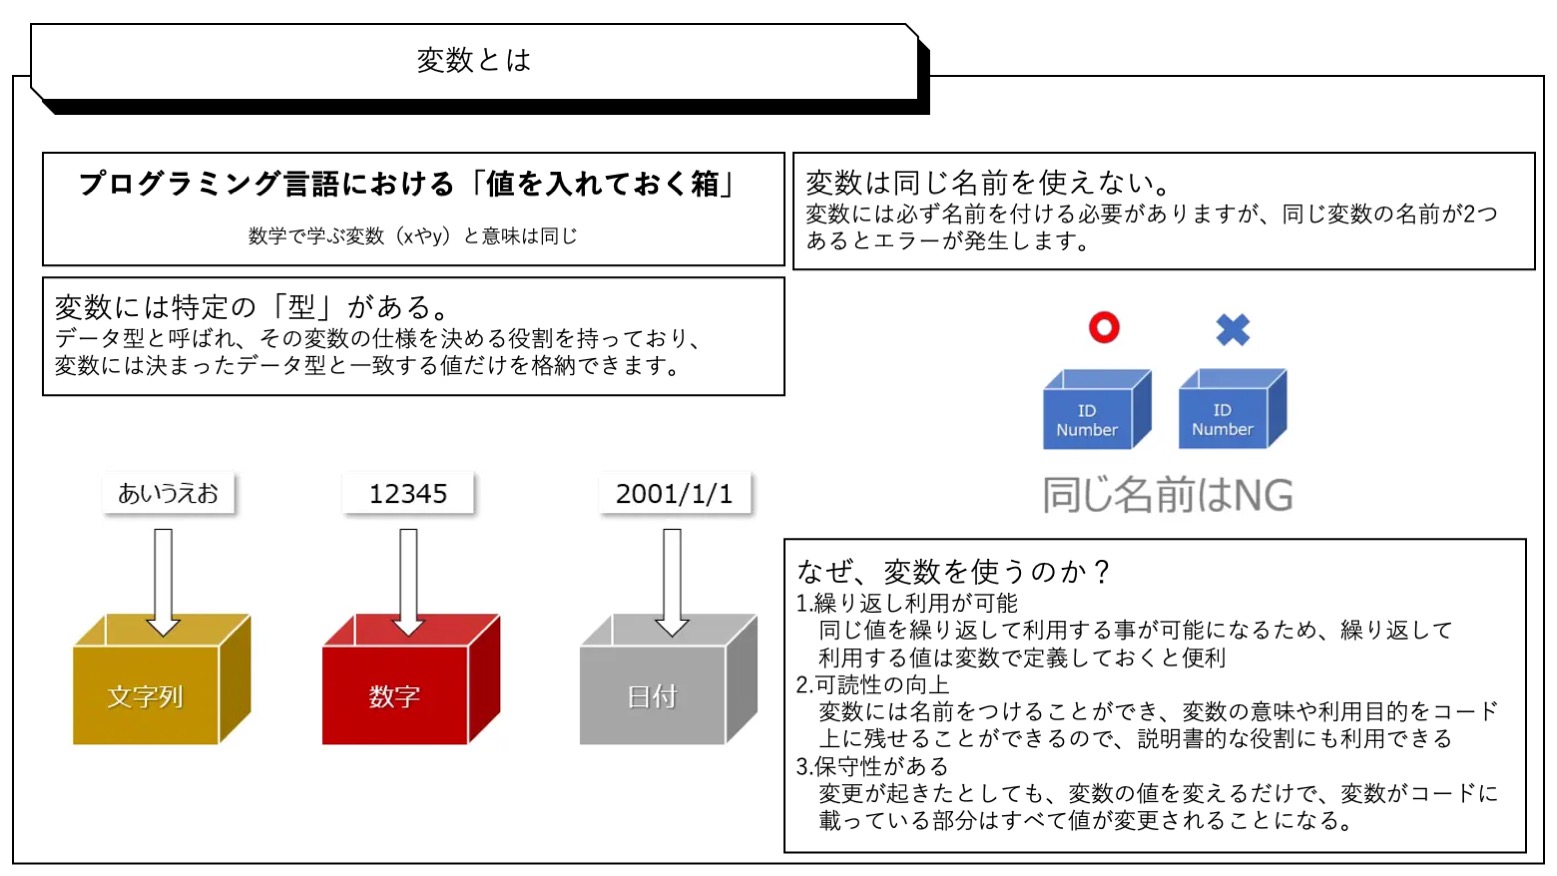 変数とは
プログラミング言語における「値を入れておく箱」
数学で学ぶ変数（xやy）と意味は同じ
変数には特定の「型」がある。
データ型と呼ばれ、その変数の仕様を決める役割を持っており、
変数には決まったデータ型と一致する値だけを格納できます。
あいうえお
12345
2001/1/1
文字列
数字
日付
変数は同じ名前を使えない。
変数には必ず名前を付ける必要がありますが、同じ変数の名前が2つ
あるとエラーが発生します。
ID
Number
ID
Number
同じ名前はNG
なぜ、変数を使うのか？
1.繰り返し利用が可能
同じ値を繰り返して利用する事が可能になるため、繰り返して
利用する値は変数で定義しておくと便利
2.可読性の向上
変数には名前をつけることができ、変数の意味や利用目的をコード
上に残せることができるので、説明書的な役割にも利用できる
3.保守性がある
変更が起きたとしても、変数の値を変えるだけで、変数がコードに
載っている部分はすべて値が変更されることになる。